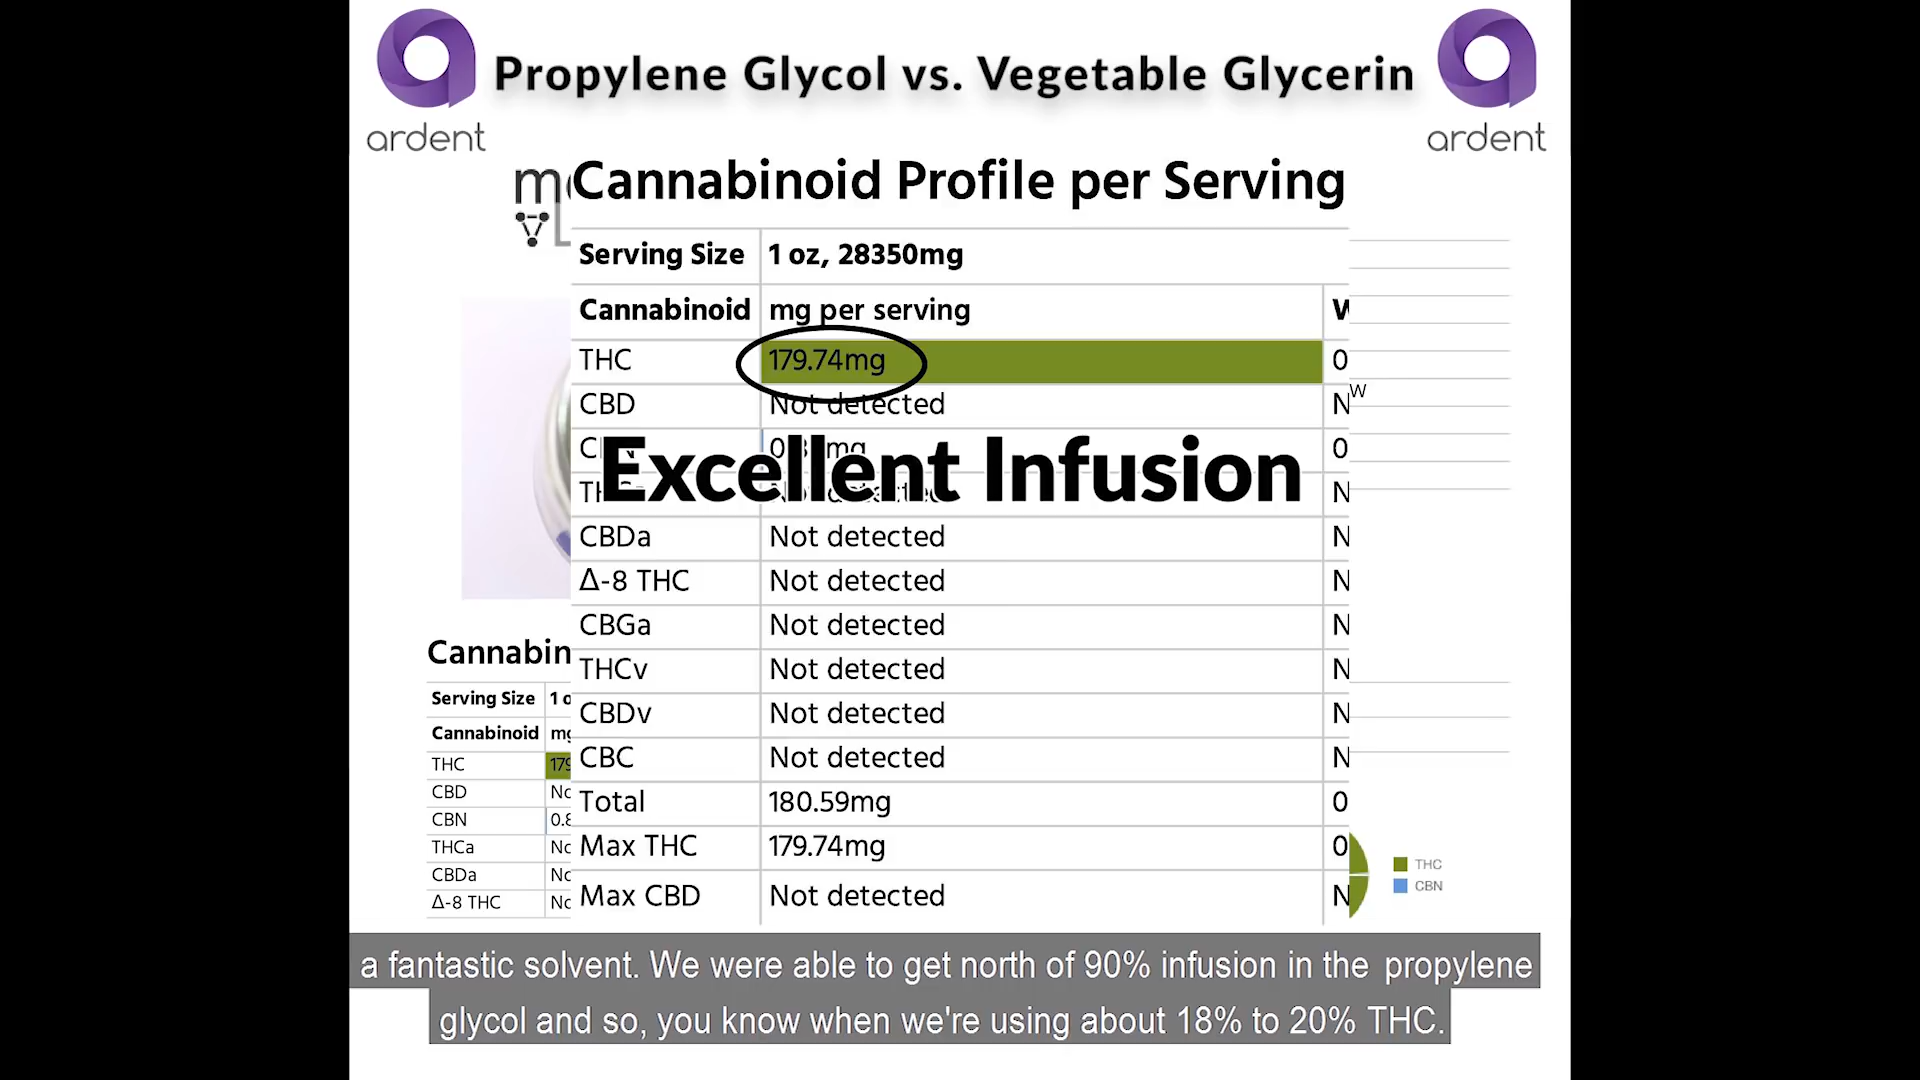 ardent
Propylene Glycol vs. Vegetable Glycerin
ardent
Cannabinoid Profile per Serving
Serving Size 1 oz, 28350mg
Cannabinoid mg per serving
THC 179.74mg 0
CBD Not detected N
W
Excellent Infusion
CBDa Not detected N
Δ-8 THC Not detected N
CBGa Not detected N
THCv Not detected N
CBDv Not detected N
CBC Not detected N
Total 180.59mg 0
Max THC 179.74mg 0
Max CBD Not detected N
Serving Size
Cannabinoid
THC
CBD
CBN
THCa
CBDa
Δ-8 THC
THC
CBN
a fantastic solvent. We were able to get north of 90% infusion in the propylene
glycol and so, you know when we're using about 18% to 20% THC.